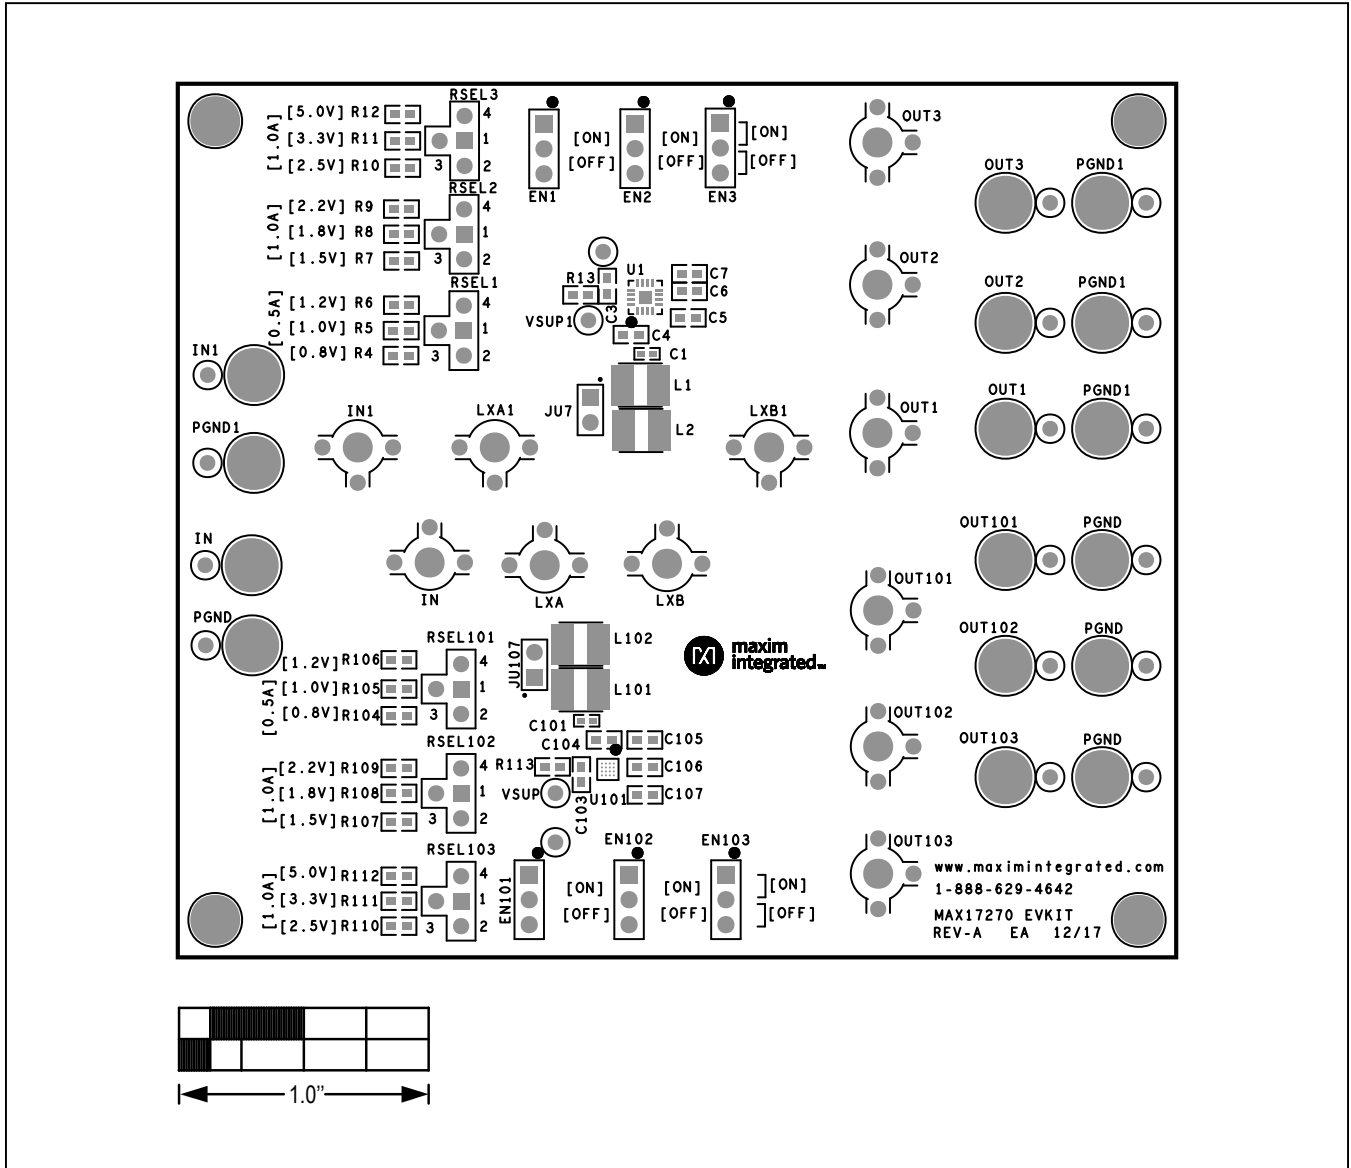 RSEL3
[5.0V] R12
[3.3V] R11
[2.5V] R10
[1.0A]
4
1
2
3
EN1
[ON]
[OFF]
EN2
[ON]
[OFF]
EN3
[ON]
[OFF]
OUT3
OUT3
PGND1
RSEL2
[2.2V] R9
[1.8V] R8
[1.5V] R7
[1.0A]
4
1
2
3
OUT2
OUT2
PGND1
RSEL1
[1.2V] R6
[1.0V] R5
[0.8V] R4
[0.5A]
4
1
2
3
R13
U1
C7
C6
C5
C3
VSUP1
C4
C1
L1
L2
JU7
IN1
PGND1
IN1
LXA1
LXB1
OUT1
OUT1
PGND1
IN
PGND
IN
LXA
LXB
OUT101
OUT101
PGND
RSEL101
[1.2V] R106
[1.0V] R105
[0.8V] R104
[0.5A]
4
1
2
3
JU107
L102
L101
maxim
integrated™
OUT102
PGND
OUT102
RSEL102
[2.2V] R109
[1.8V] R108
[1.5V] R107
[1.0A]
4
1
2
3
C101
C104
C105
R113
C106
VSUP
U101
C107
C103
OUT103
PGND
OUT103
RSEL103
[5.0V] R112
[3.3V] R111
[2.5V] R110
[1.0A]
4
1
2
3
EN101
EN102
EN103
[ON]
[OFF]
[ON]
[OFF]
[ON]
[OFF]
www.maximintegrated.com
1-888-629-4642
MAX17270 EVKIT
REV-A EA 12/17
1.0”